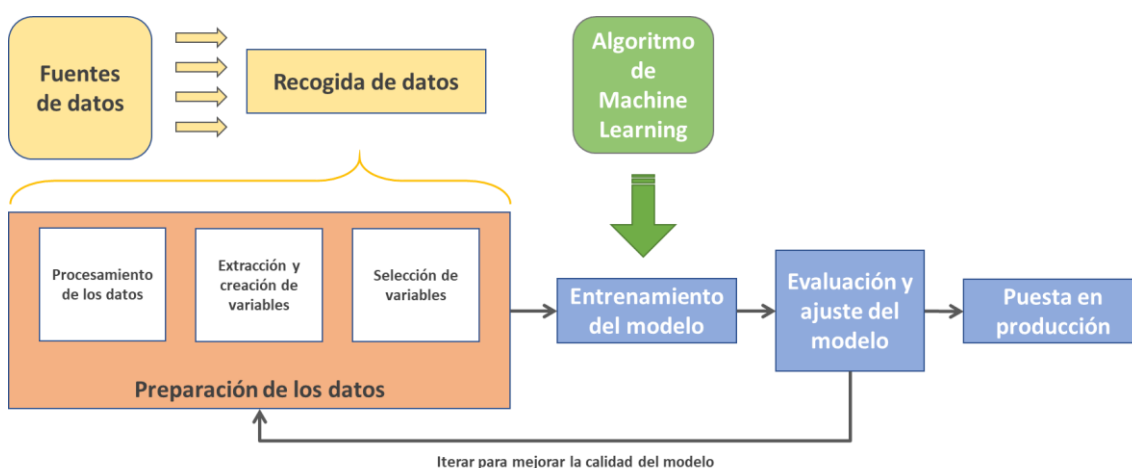 Fuentes
de datos
Recogida de datos
Algoritmo
de
Machine
Learning
Procesamiento
de los datos
Extracción y
creación de
variables
Selección de
variables
Preparación de los datos
Entrenamiento
del modelo
Evaluación y
ajuste del
modelo
Puesta en
producción
Iterar para mejorar la calidad del modelo